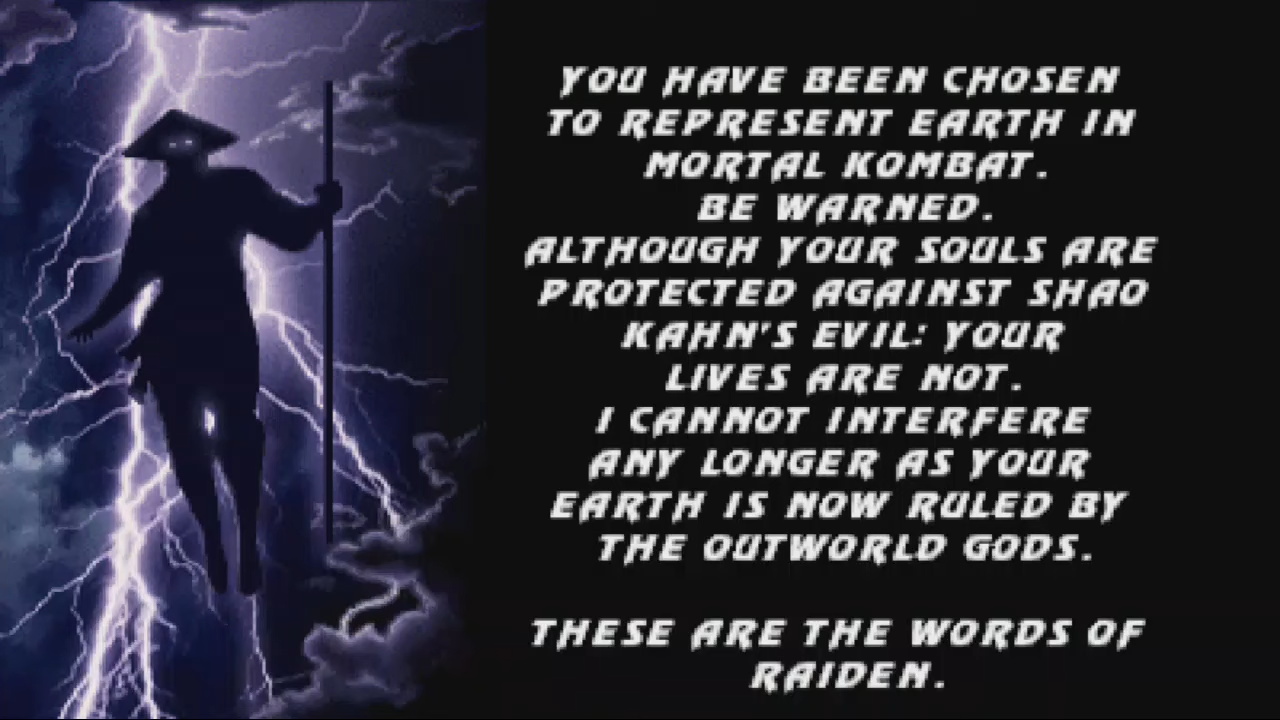 YOU HAVE BEEN CHOSEN
TO REPRESENT EARTH IN
MORTAL KOMBAT.
BE WARNED.
ALTHOUGH YOUR SOULS ARE
PROTECTED AGAINST SHAO
KAHN'S EVIL: YOUR
LIVES ARE NOT.
I CANNOT INTERFERE
ANY LONGER AS YOUR
EARTH IS NOW RULED BY
THE OUTWORLD GODS.
THESE ARE THE WORDS OF
RAIDEN.